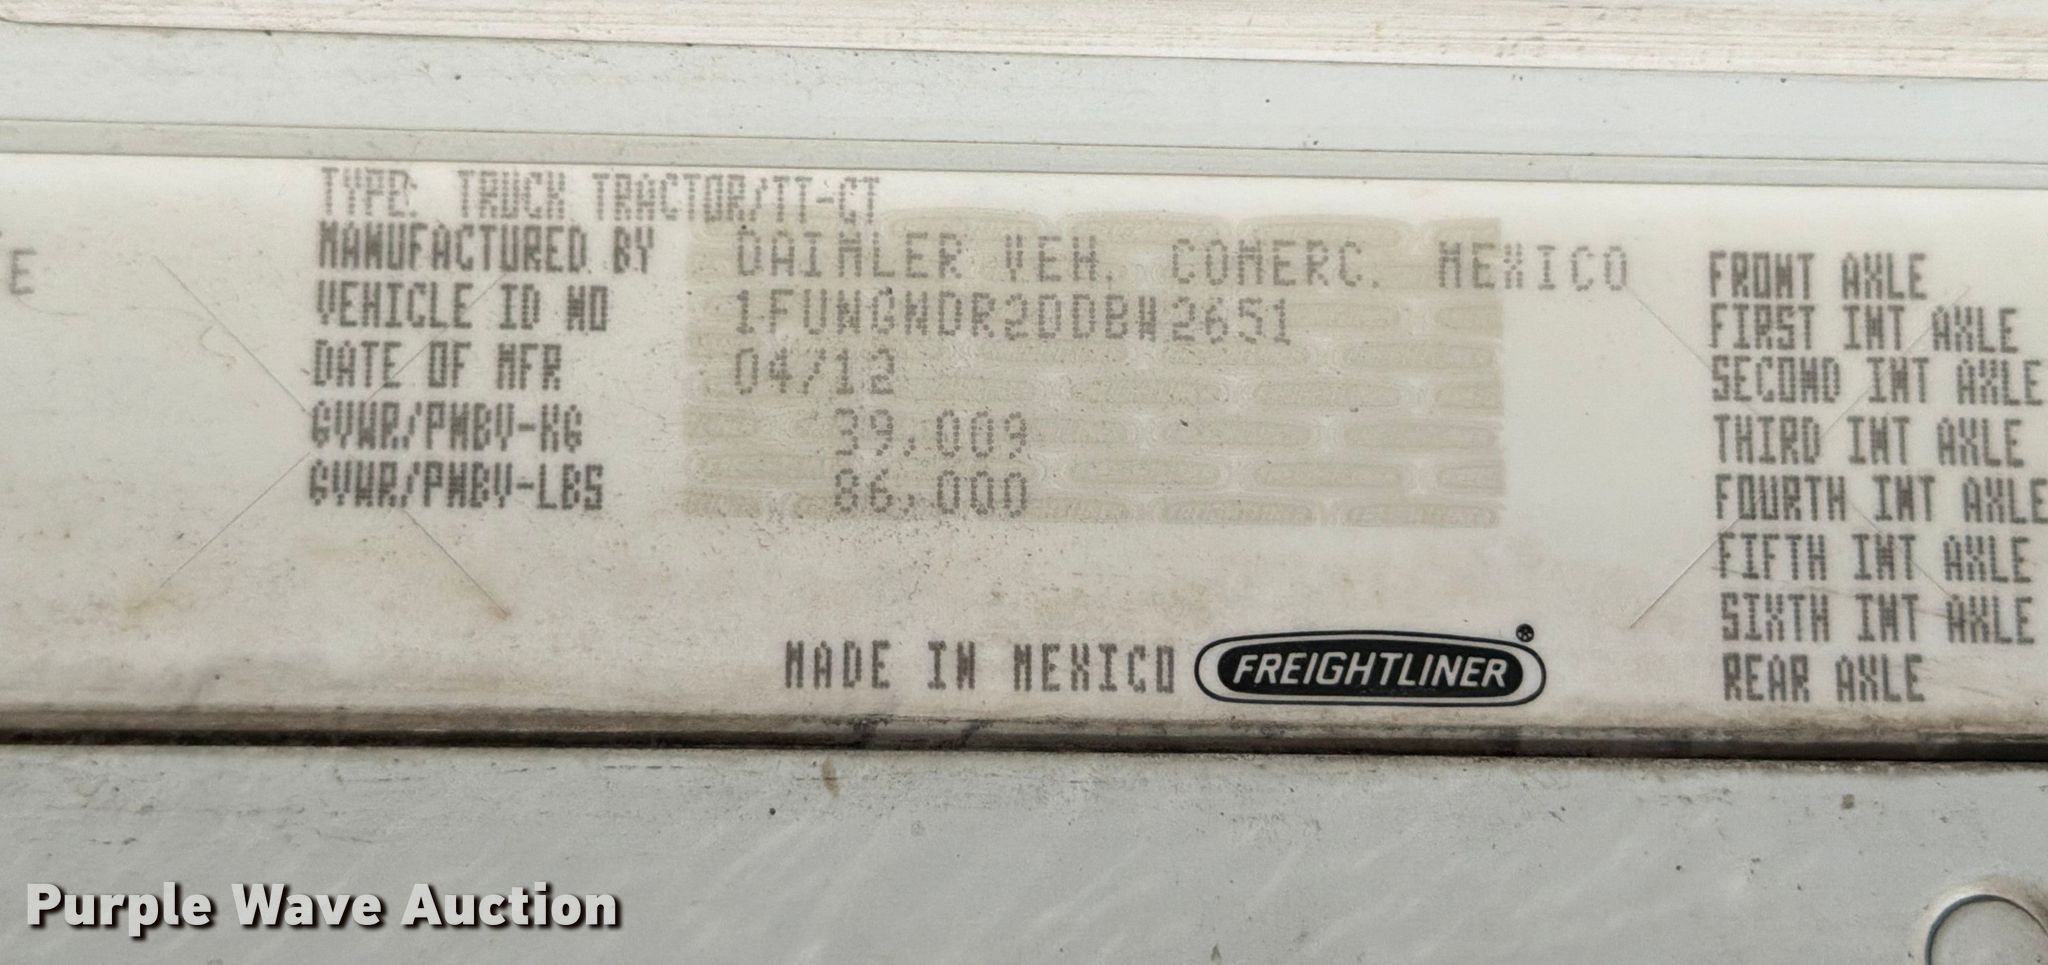 E
TYPE: TRUCK TRACTOR/TT-CT
MANUFACTURED BY DAIMLER VEH. COMERC. MEXICO
VEHICLE ID NO 1FUNGNDR2DDBW2651
DATE OF MFR 04/12
GVWR/PMBV-KG 39,009
GVWR/PMBV-LBS 86,000
MADE IN MEXICO FREIGHTLINER
FRONT AXLE
FIRST INT AXLE
SECOND INT AXLE
THIRD INT AXLE
FOURTH INT AXLE
FIFTH INT AXLE
SIXTH INT AXLE
REAR AXLE
Purple Wave Auction